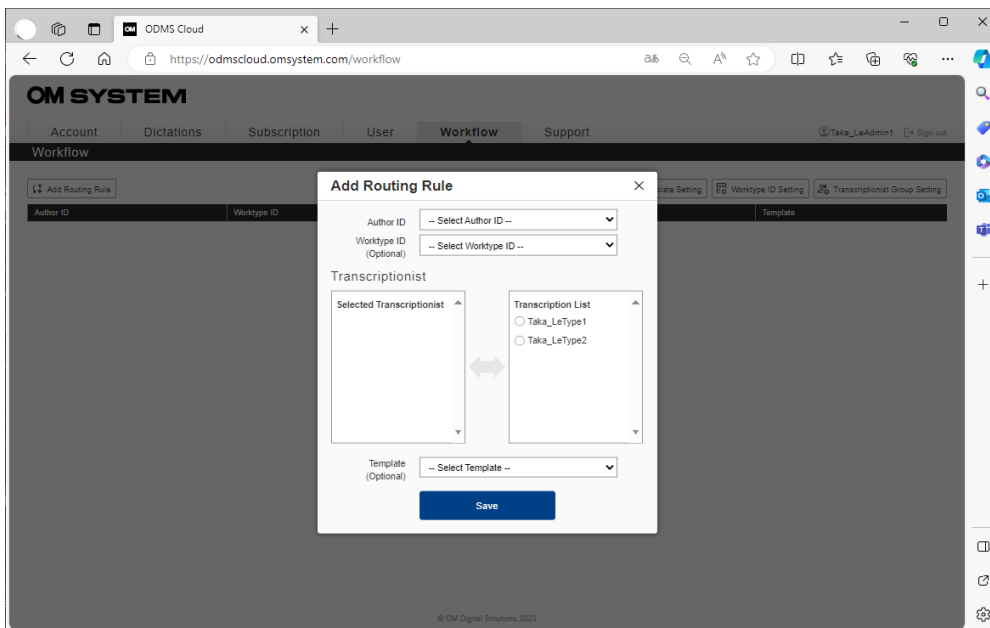 OM ODMS Cloud
https://odmscloud.omsystem.com/workflow
OM SYSTEM
Account Dictations Subscription User Workflow Support Taka_LeAdmin1 Sign out
Workflow
Add Routing Rule Setting Worktype ID Setting Transcriptionist Group Setting
Author ID Worktype ID Template
Add Routing Rule
Author ID -- Select Author ID --
Worktype ID
(Optional) -- Select Worktype ID --
Transcriptionist
Selected Transcriptionist Transcription List
Taka_LeType1
Taka_LeType2
Template
(Optional) -- Select Template --
Save
© OM Digital Solutions 2023